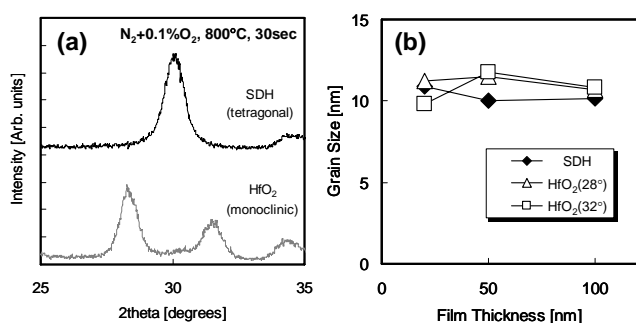 (a)
N2+0.1%O2, 800°C, 30sec
SDH
(tetragonal)
HfO2
(monoclinic)
Intensity [Arb. units]
25
30
35
2theta [degrees]
(b)
15
10
5
0
Grain Size [nm]
SDH
HfO2(28°)
HfO2(32°)
0
50
100
Film Thickness [nm]